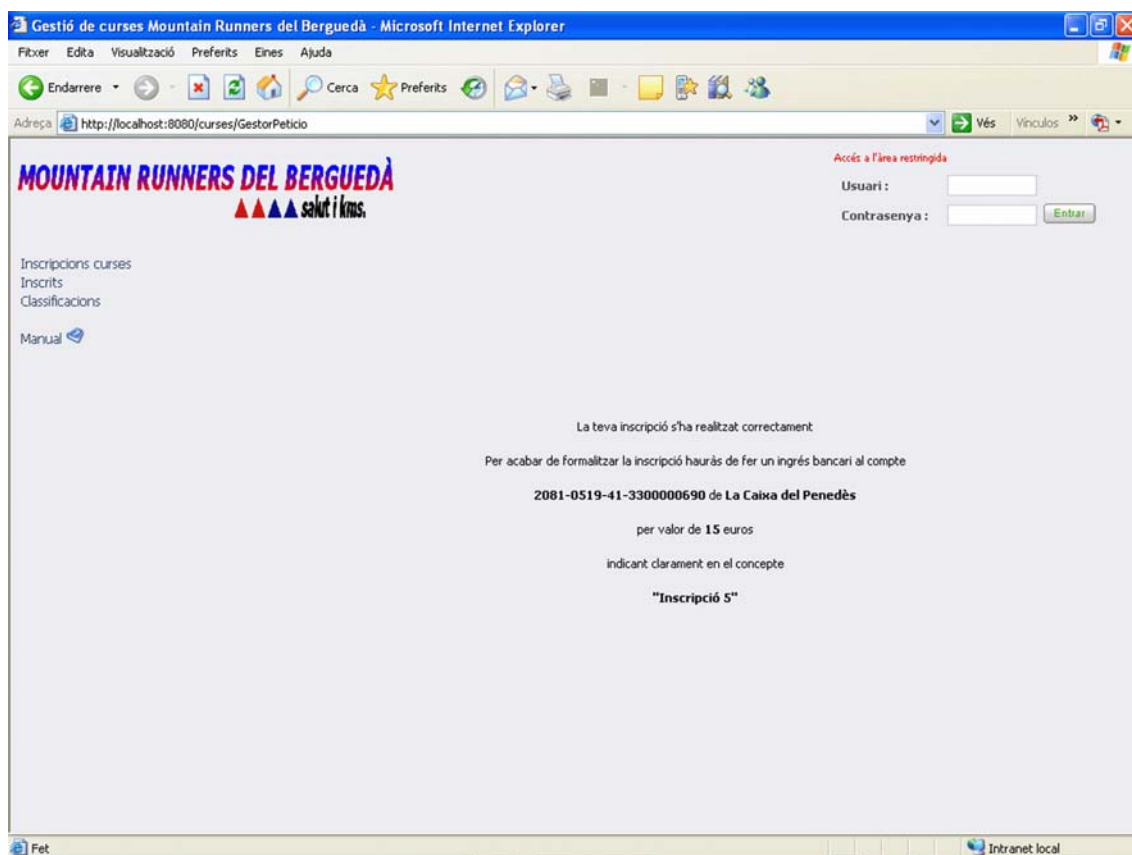 Gestió de curses Mountain Runners del Berguedà - Microsoft Internet Explorer
Fitxer Edita Visualització Preferits Eines Ajuda
Endarrere Cerca Preferits
Adreça http://localhost:8080/curses/GestorPeticio Vés Vínculos »
MOUNTAIN RUNNERS DEL BERGUEDÀ
salut i kms.
Accés a l'àrea restringida
Usuari :
Contrasenya : Entrar
Inscripcions curses
Inscrits
Classificacions
Manual
La teva inscripció s'ha realitzat correctament
Per acabar de formalitzar la inscripció hauràs de fer un ingrés bancari al compte
2081-0519-41-3300000690 de La Caixa del Penedès
per valor de 15 euros
indicant clarament en el concepte
"Inscripció 5"
Fet Intranet local